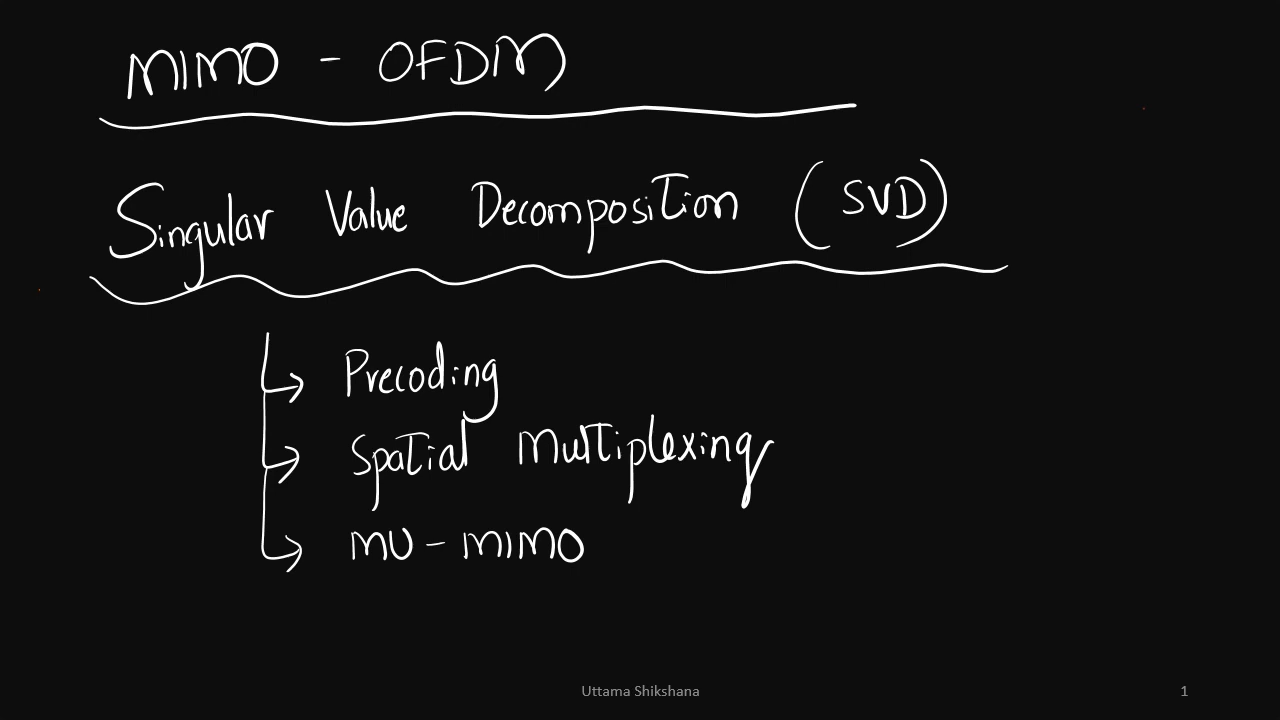 MIMO - OFDM
Singular Value Decomposition (SVD)
Precoding
Spatial Multiplexing
MU-MIMO
Uttama Shikshana
1